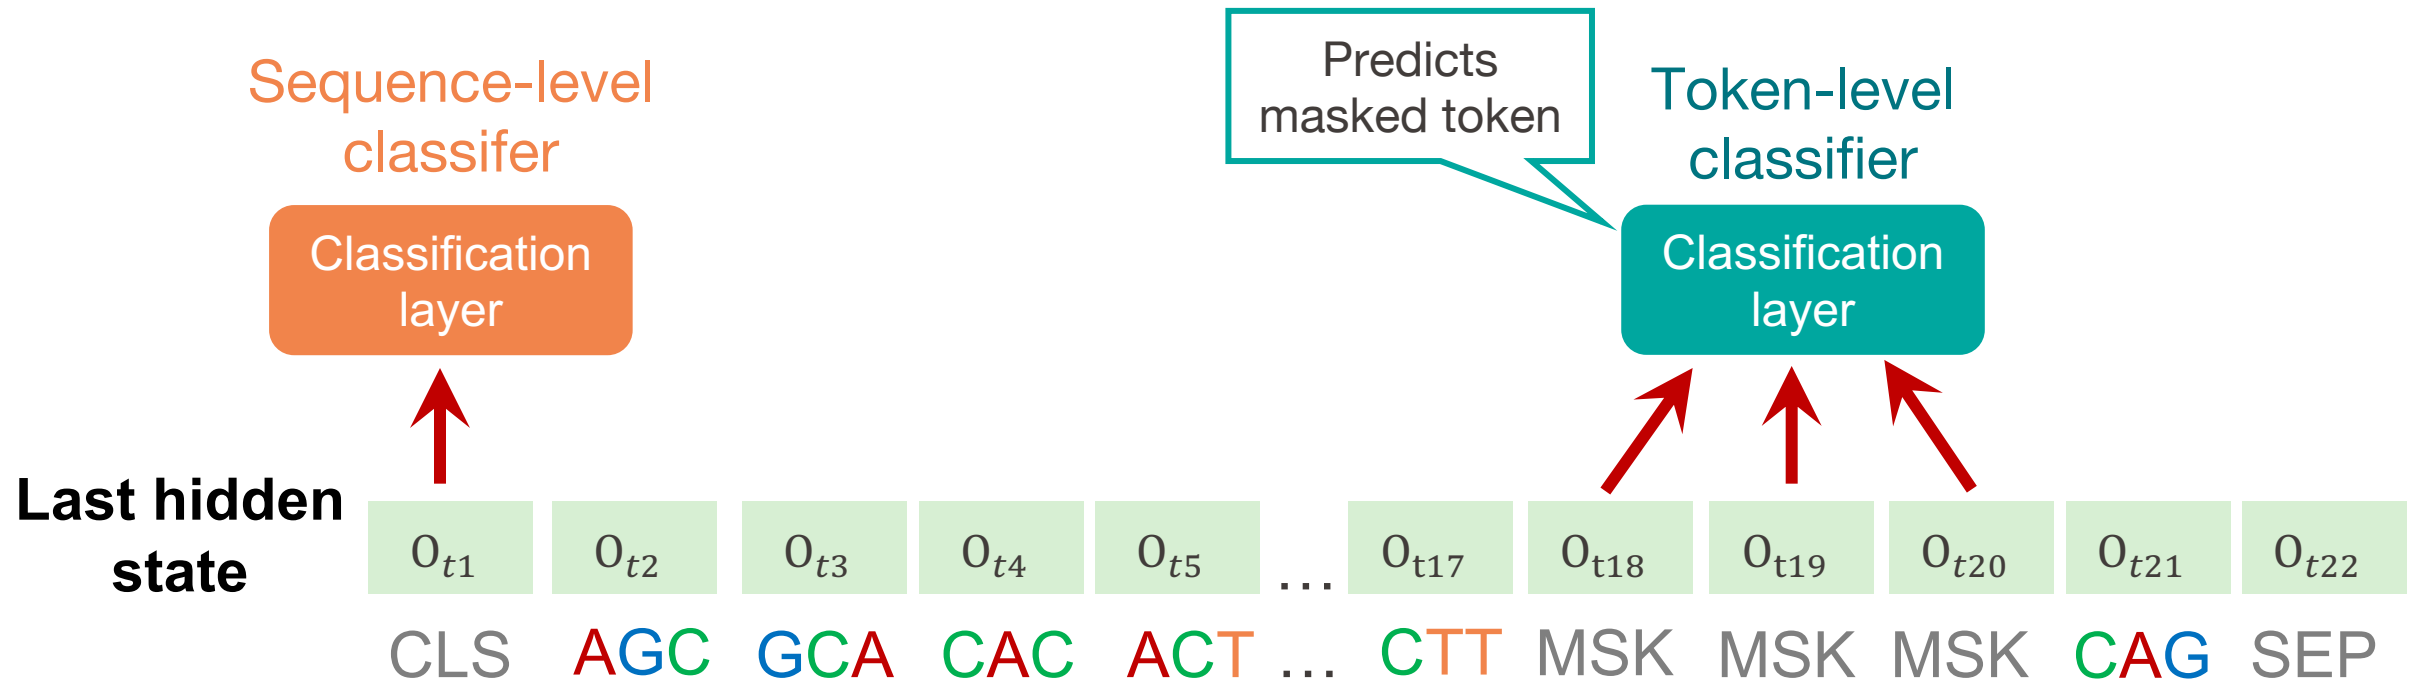 Sequence-level
classifer
Classification
layer
Predicts
masked token
Token-level
classifier
Classification
layer
Last hidden
state
O_t1 O_t2 O_t3 O_t4 O_t5 ... O_t17 O_t18 O_t19 O_t20 O_t21 O_t22
CLS AGC GCA CAC ACT ... CTT MSK MSK MSK CAG SEP